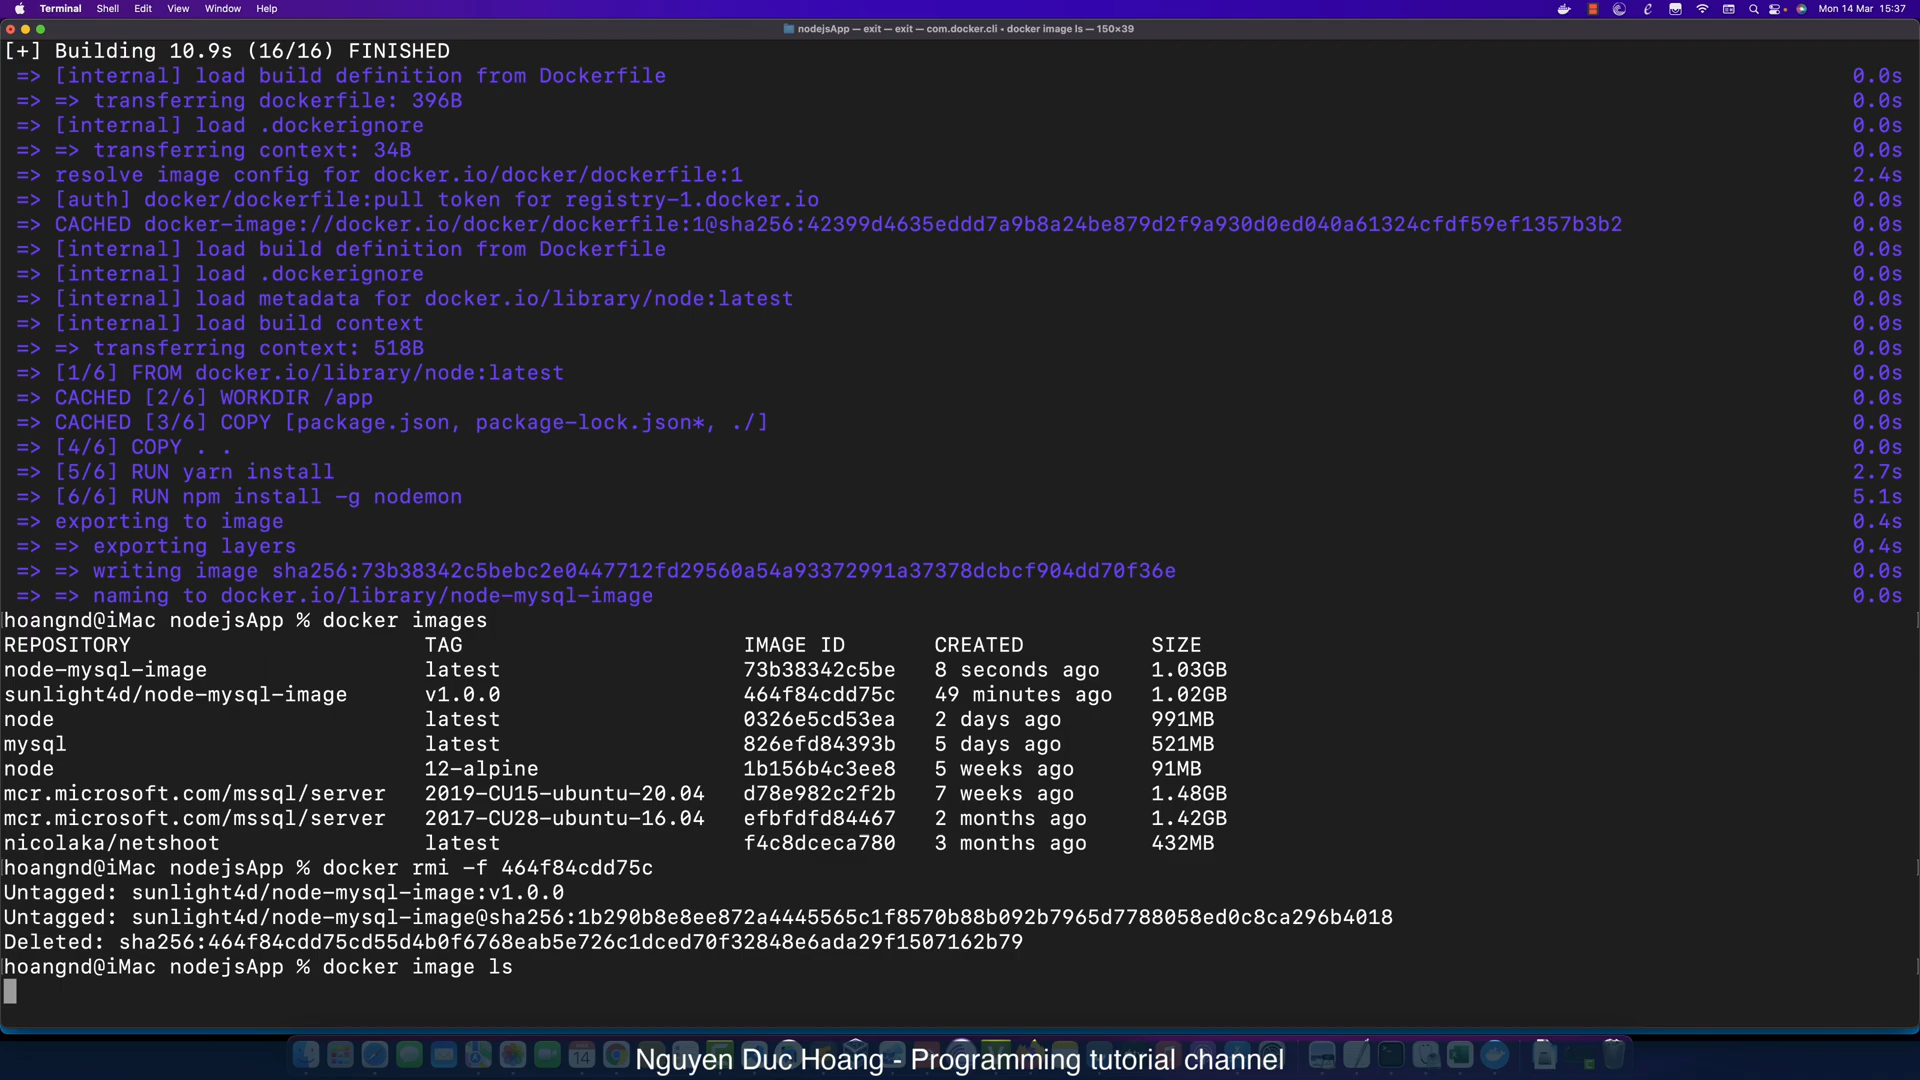 Terminal Shell Edit View Window Help Mon 14 Mar 15:37
nodejsApp — exit — exit — com.docker.cli • docker image ls — 150×39
[+] Building 10.9s (16/16) FINISHED
=> [internal] load build definition from Dockerfile 0.0s
=> => transferring dockerfile: 396B 0.0s
=> [internal] load .dockerignore 0.0s
=> => transferring context: 34B 0.0s
=> resolve image config for docker.io/docker/dockerfile:1 2.4s
=> [auth] docker/dockerfile:pull token for registry-1.docker.io 0.0s
=> CACHED docker-image://docker.io/docker/dockerfile:1@sha256:42399d4635eddd7a9b8a24be879d2f9a930d0ed040a61324cfdf59ef1357b3b2 0.0s
=> [internal] load build definition from Dockerfile 0.0s
=> [internal] load .dockerignore 0.0s
=> [internal] load metadata for docker.io/library/node:latest 0.0s
=> [internal] load build context 0.0s
=> => transferring context: 518B 0.0s
=> [1/6] FROM docker.io/library/node:latest 0.0s
=> CACHED [2/6] WORKDIR /app 0.0s
=> CACHED [3/6] COPY [package.json, package-lock.json*, ./] 0.0s
=> [4/6] COPY . . 0.0s
=> [5/6] RUN yarn install 2.7s
=> [6/6] RUN npm install -g nodemon 5.1s
=> exporting to image 0.4s
=> => exporting layers 0.4s
=> => writing image sha256:73b38342c5bebc2e0447712fd29560a54a93372991a37378dcbcf904dd70f36e 0.0s
=> => naming to docker.io/library/node-mysql-image 0.0s
hoangnd@iMac nodejsApp % docker images
REPOSITORY TAG IMAGE ID CREATED SIZE
node-mysql-image latest 73b38342c5be 8 seconds ago 1.03GB
sunlight4d/node-mysql-image v1.0.0 464f84cdd75c 49 minutes ago 1.02GB
node latest 0326e5cd53ea 2 days ago 991MB
mysql latest 826efd84393b 5 days ago 521MB
node 12-alpine 1b156b4c3ee8 5 weeks ago 91MB
mcr.microsoft.com/mssql/server 2019-CU15-ubuntu-20.04 d78e982c2f2b 7 weeks ago 1.48GB
mcr.microsoft.com/mssql/server 2017-CU28-ubuntu-16.04 efbfdfd84467 2 months ago 1.42GB
nicolaka/netshoot latest f4c8dceca780 3 months ago 432MB
hoangnd@iMac nodejsApp % docker rmi -f 464f84cdd75c
Untagged: sunlight4d/node-mysql-image:v1.0.0
Untagged: sunlight4d/node-mysql-image@sha256:1b290b8e8ee872a4445565c1f8570b88b092b7965d7788058ed0c8ca296b4018
Deleted: sha256:464f84cdd75cd55d4b0f6768eab5e726c1dced70f32848e6ada29f1507162b79
hoangnd@iMac nodejsApp % docker image ls
14
Nguyen Duc Hoang - Programming tutorial channel